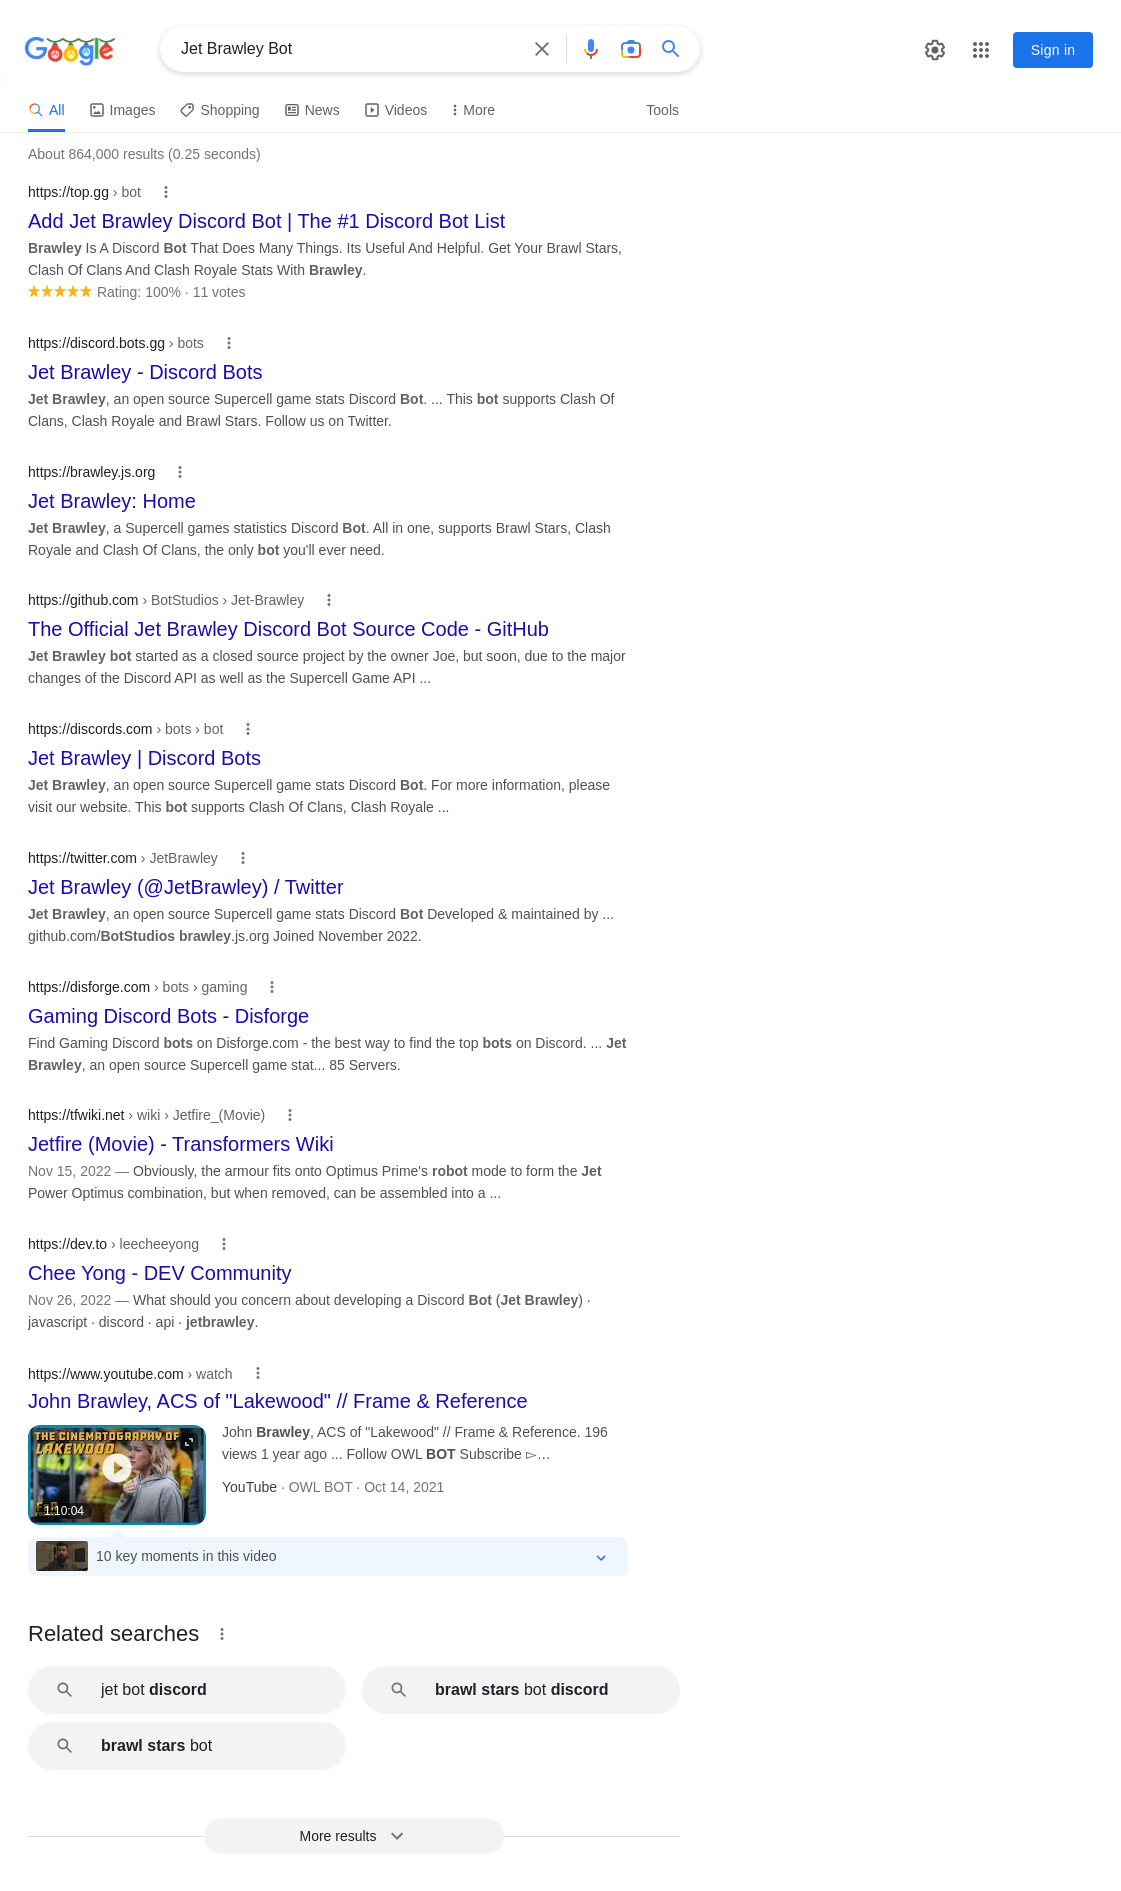 Google
Jet Brawley Bot
Sign in
All Images Shopping News Videos More Tools
About 864,000 results (0.25 seconds)
https://top.gg › bot
Add Jet Brawley Discord Bot | The #1 Discord Bot List
Brawley Is A Discord Bot That Does Many Things. Its Useful And Helpful. Get Your Brawl Stars,
Clash Of Clans And Clash Royale Stats With Brawley.
Rating: 100% · 11 votes
https://discord.bots.gg › bots
Jet Brawley - Discord Bots
Jet Brawley, an open source Supercell game stats Discord Bot. ... This bot supports Clash Of
Clans, Clash Royale and Brawl Stars. Follow us on Twitter.
https://brawley.js.org
Jet Brawley: Home
Jet Brawley, a Supercell games statistics Discord Bot. All in one, supports Brawl Stars, Clash
Royale and Clash Of Clans, the only bot you'll ever need.
https://github.com › BotStudios › Jet-Brawley
The Official Jet Brawley Discord Bot Source Code - GitHub
Jet Brawley bot started as a closed source project by the owner Joe, but soon, due to the major
changes of the Discord API as well as the Supercell Game API ...
https://discords.com › bots › bot
Jet Brawley | Discord Bots
Jet Brawley, an open source Supercell game stats Discord Bot. For more information, please
visit our website. This bot supports Clash Of Clans, Clash Royale ...
https://twitter.com › JetBrawley
Jet Brawley (@JetBrawley) / Twitter
Jet Brawley, an open source Supercell game stats Discord Bot Developed & maintained by ...
github.com/BotStudios brawley.js.org Joined November 2022.
https://disforge.com › bots › gaming
Gaming Discord Bots - Disforge
Find Gaming Discord bots on Disforge.com - the best way to find the top bots on Discord. ... Jet
Brawley, an open source Supercell game stat... 85 Servers.
https://tfwiki.net › wiki › Jetfire_(Movie)
Jetfire (Movie) - Transformers Wiki
Nov 15, 2022 — Obviously, the armour fits onto Optimus Prime's robot mode to form the Jet
Power Optimus combination, but when removed, can be assembled into a ...
https://dev.to › leecheeyong
Chee Yong - DEV Community
Nov 26, 2022 — What should you concern about developing a Discord Bot (Jet Brawley) ·
javascript · discord · api · jetbrawley.
https://www.youtube.com › watch
John Brawley, ACS of "Lakewood" // Frame & Reference
THE CINEMATOGRAPHY OF
LAKEWOOD
1:10:04
John Brawley, ACS of "Lakewood" // Frame & Reference. 196
views 1 year ago ... Follow OWL BOT Subscribe ▻…
YouTube · OWL BOT · Oct 14, 2021
10 key moments in this video
Related searches
jet bot discord
brawl stars bot discord
brawl stars bot
More results